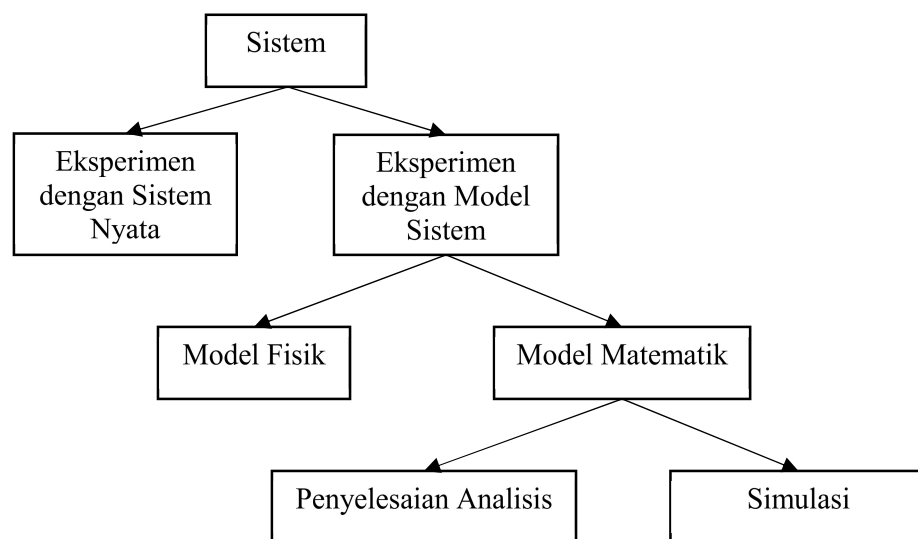 Sistem
Eksperimen
dengan Sistem
Nyata
Eksperimen
dengan Model
Sistem
Model Fisik
Model Matematik
Penyelesaian Analisis
Simulasi